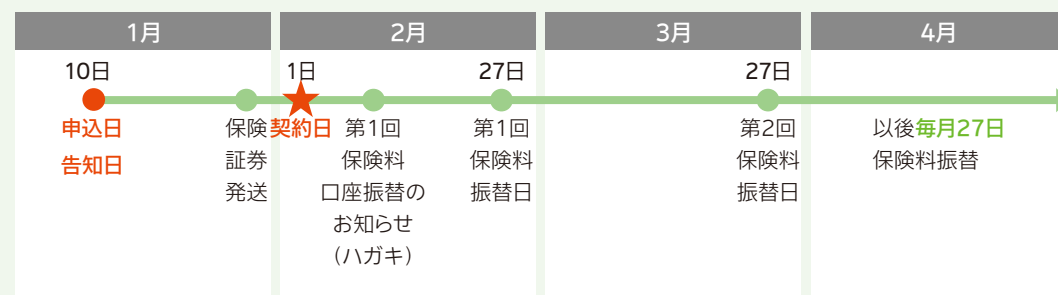 1月
2月
3月
4月
10日
1日
27日
27日
申込日
告知日
保険
証券
発送
契約日
第1回
保険料
口座振替の
お知らせ
（ハガキ）
第1回
保険料
振替日
第2回
保険料
振替日
以後毎月27日
保険料振替